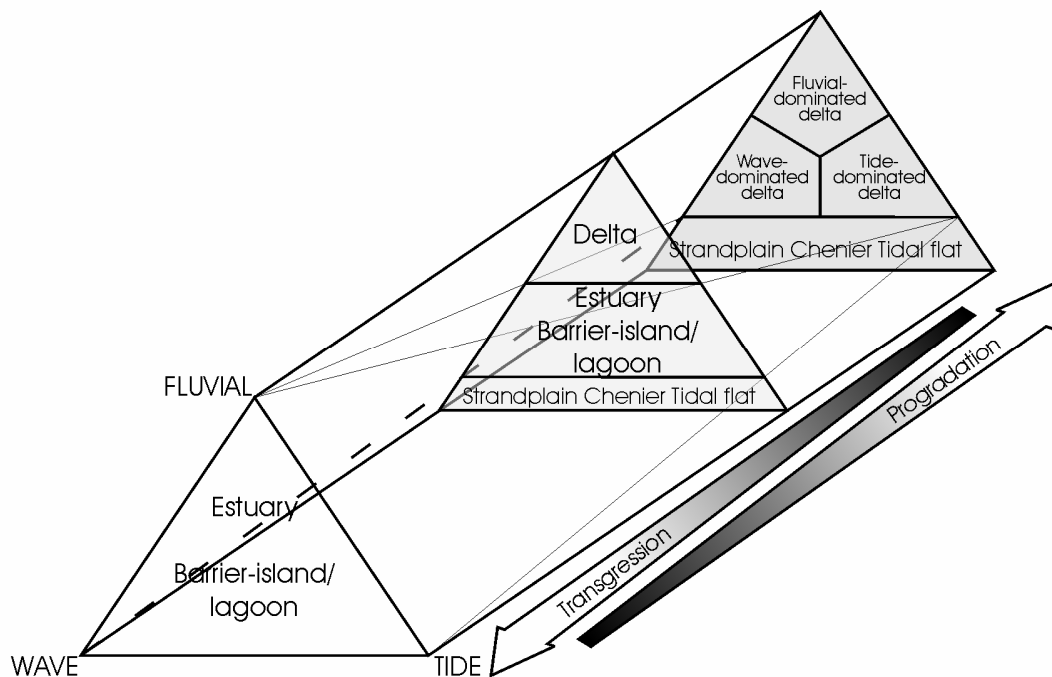 Fluvial-
dominated
delta
Wave-
dominated
delta
Tide-
dominated
delta
Strandplain Chenier Tidal flat
Delta
Estuary
Barrier-island/
lagoon
Strandplain Chenier Tidal flat
FLUVIAL
Estuary
Barrier-island/
lagoon
WAVE
TIDE
Transgression
Progradation